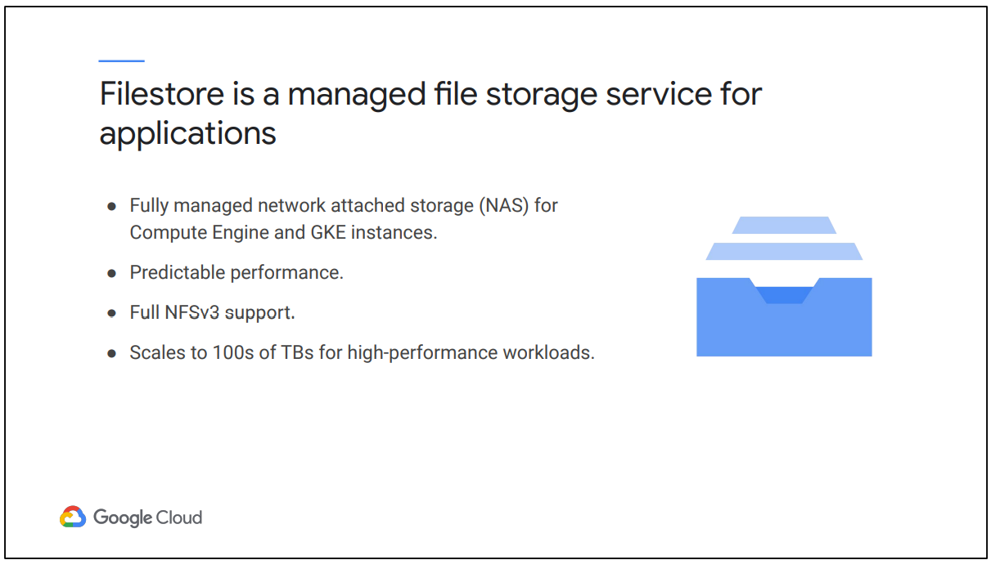 Filestore is a managed file storage service for
applications
● Fully managed network attached storage (NAS) for
Compute Engine and GKE instances.
● Predictable performance.
● Full NFSv3 support.
● Scales to 100s of TBs for high-performance workloads.
Google Cloud